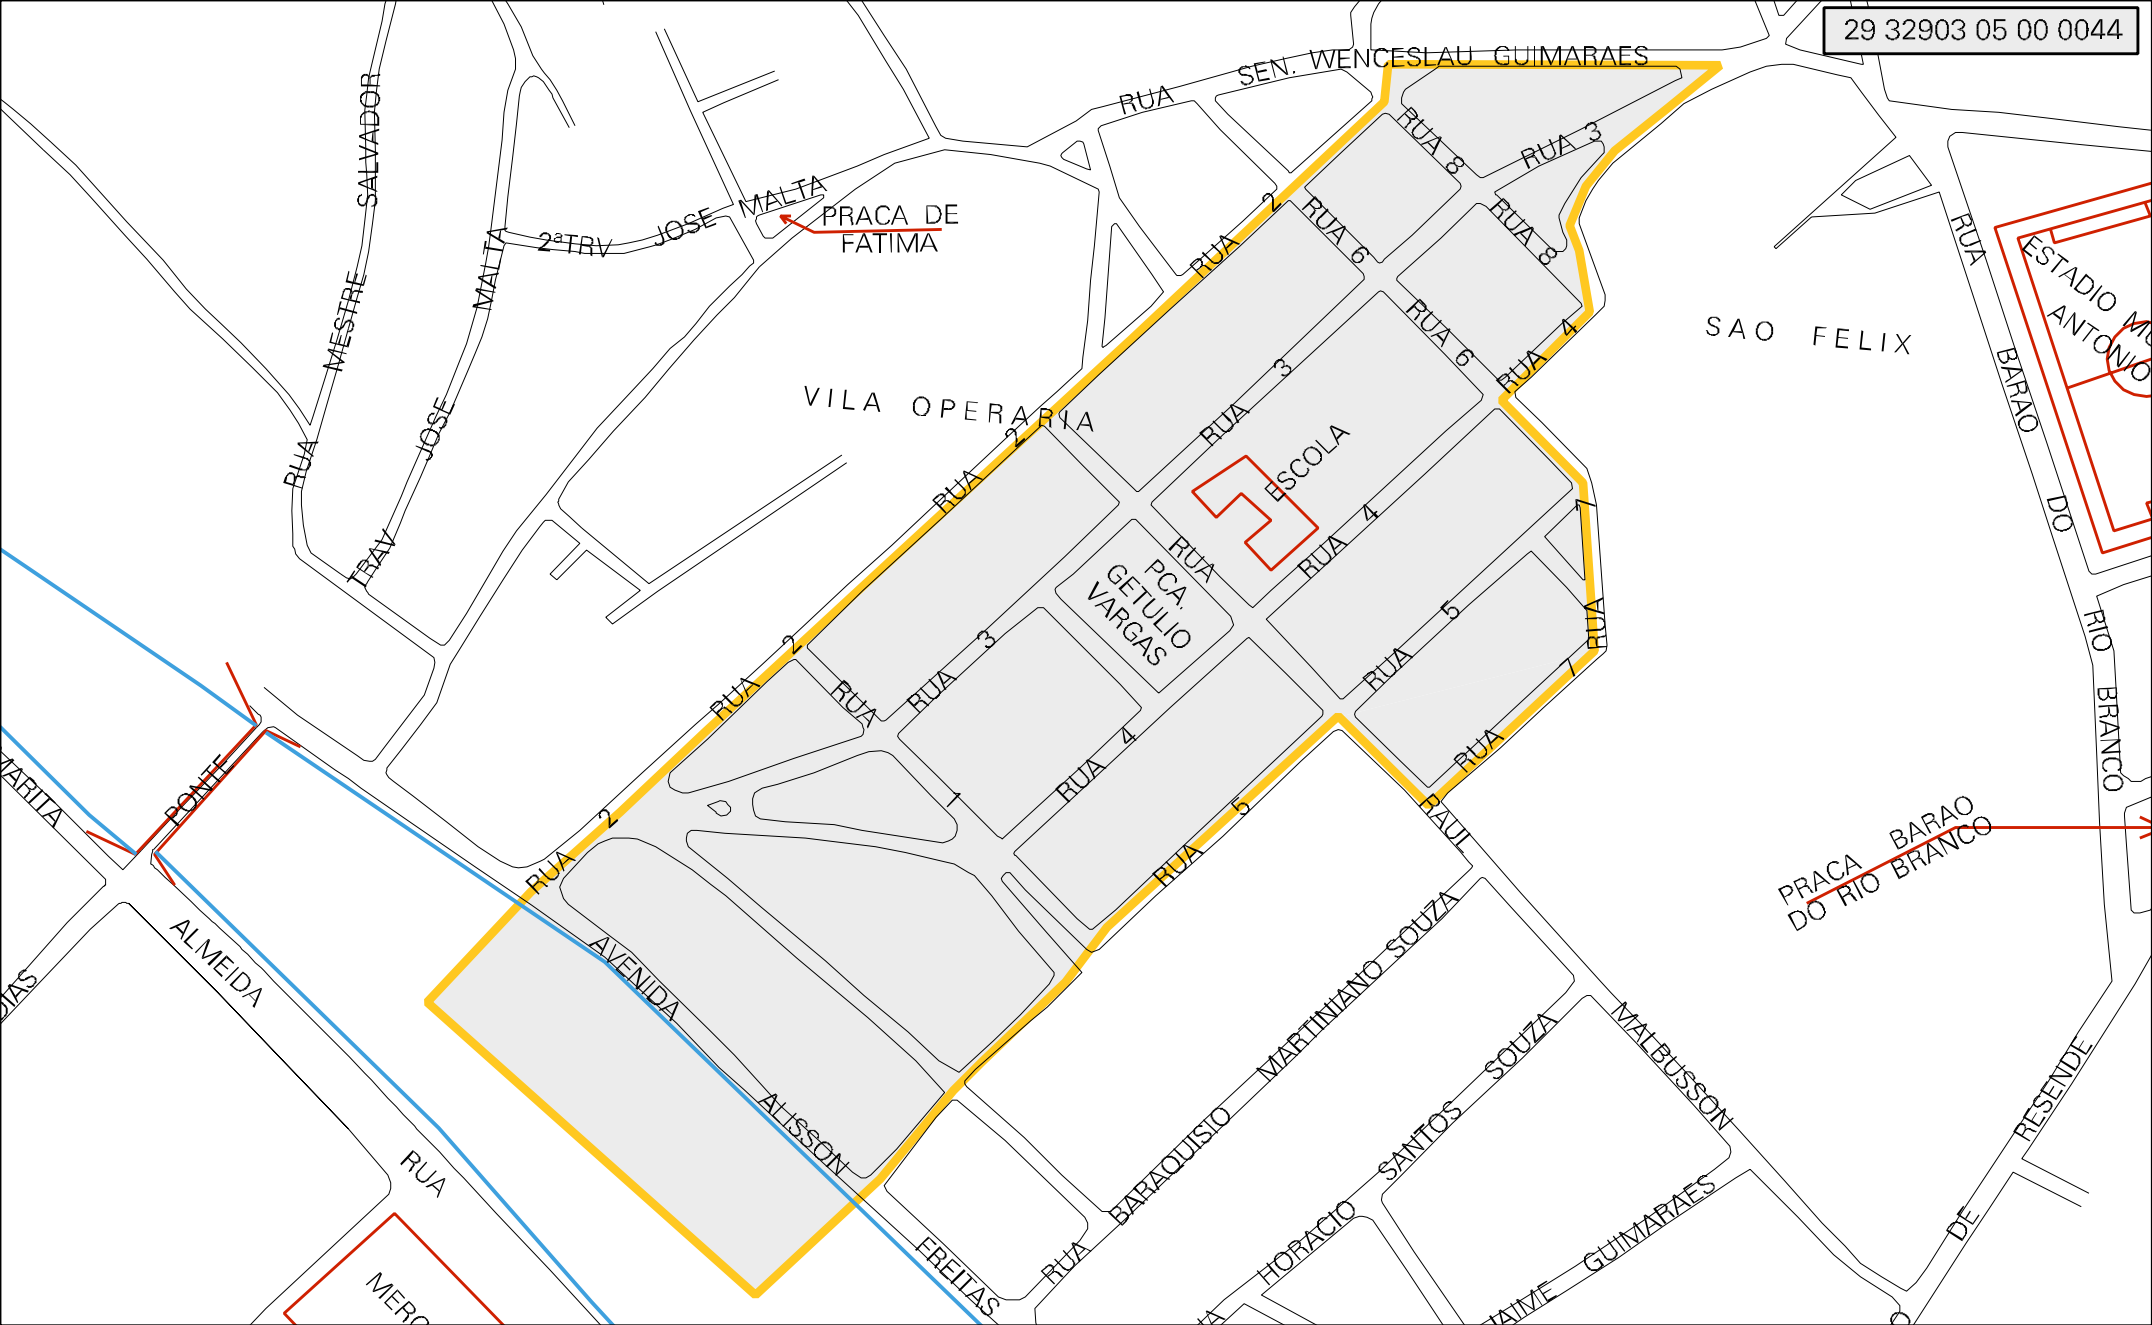 29 32903 05 00 0044
RUA SEN. WENCESLAU GUIMARAES
RUA MESTRE SALVADOR
TRAV JOSE MALTA
2ªTRV JOSE MALTA
PRACA DE
FATIMA
VILA OPERARIA
SAO FELIX
RUA 8
RUA 3
RUA 8
RUA 6
RUA 6
RUA 4
RUA 2
RUA 3
RUA 2
ESCOLA
RUA 4
RUA
PCA.
GETULIO
VARGAS
RUA 7
RUA 5
RUA 7
RUA 3
RUA 2
RUA 1
RUA 4
RUA 5
RUA 2
ESTADIO
ANTONIO
RUA BARAO DO RIO BRANCO
PRACA BARAO
DO RIO BRANCO
PONTE
MARITA
DIAS
RUA ALMEIDA
AVENIDA ALISSON FREITAS
RAUL MALBUSSON
RUA BARAQUISIO MARTINIANO SOUZA
HORACIO SANTOS SOUZA
JAIME GUIMARAES
DE RESENDE